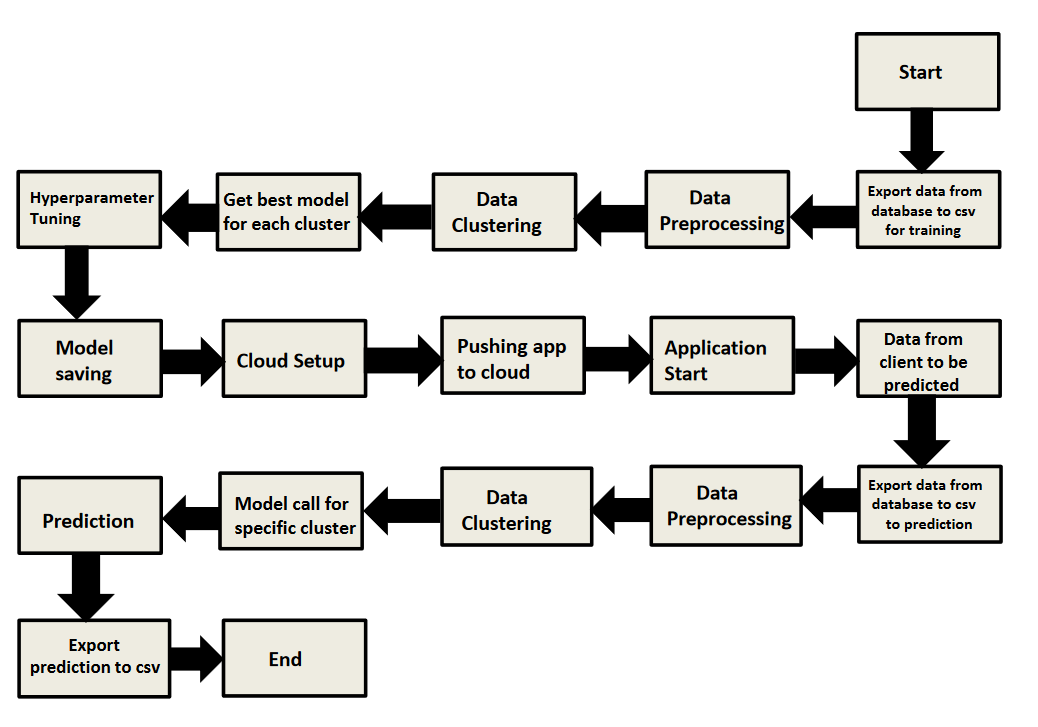 Start
Export data from
database to csv
for training
Data
Preprocessing
Data
Clustering
Get best model
for each cluster
Hyperparameter
Tuning
Model
saving
Cloud Setup
Pushing app
to cloud
Application
Start
Data from
client to be
predicted
Export data from
database to csv
to prediction
Data
Preprocessing
Data
Clustering
Model call for
specific cluster
Prediction
Export
prediction to csv
End